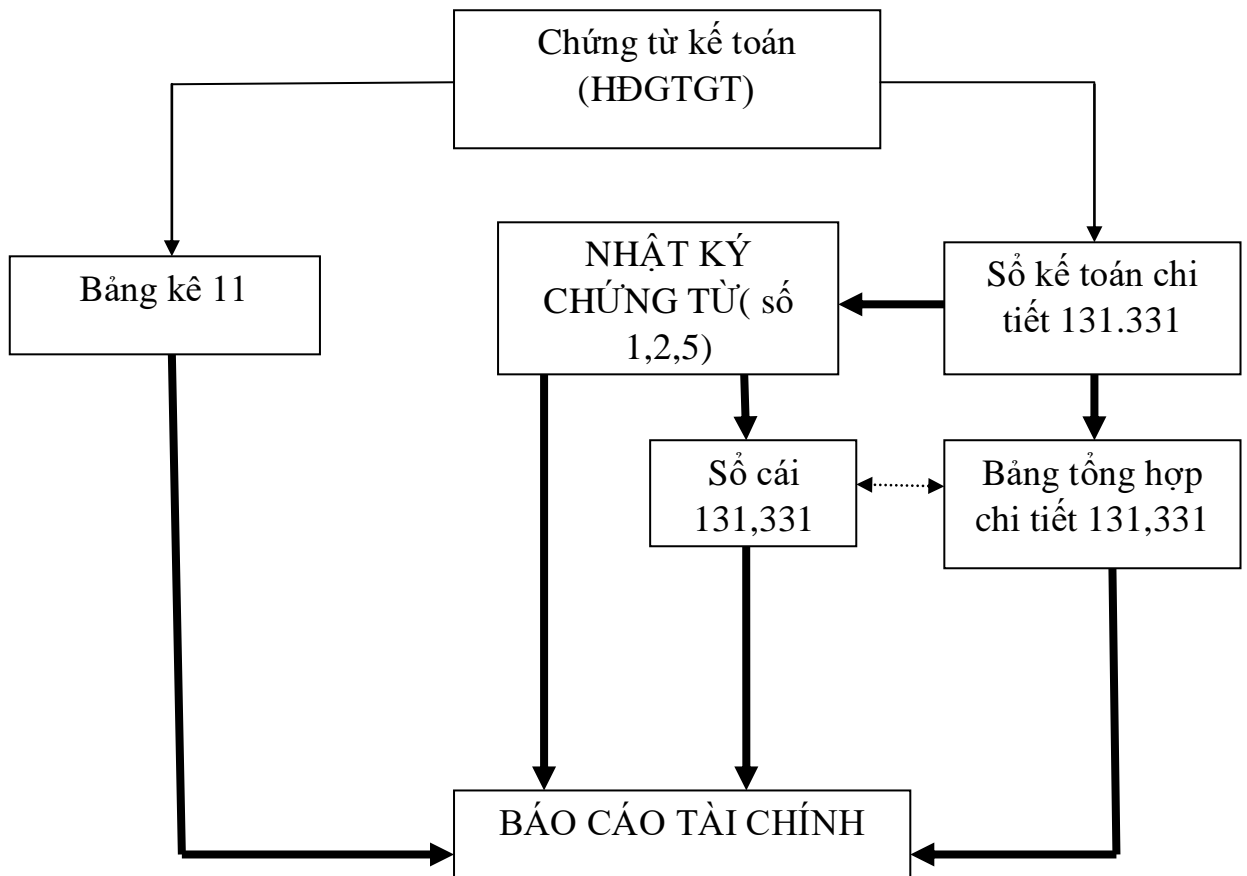 Chứng từ kế toán
(HĐGTGT)
Bảng kê 11
NHẬT KÝ
CHỨNG TỪ( số
1,2,5)
Sổ kế toán chi
tiết 131.331
Sổ cái
131,331
Bảng tổng hợp
chi tiết 131,331
BÁO CÁO TÀI CHÍNH